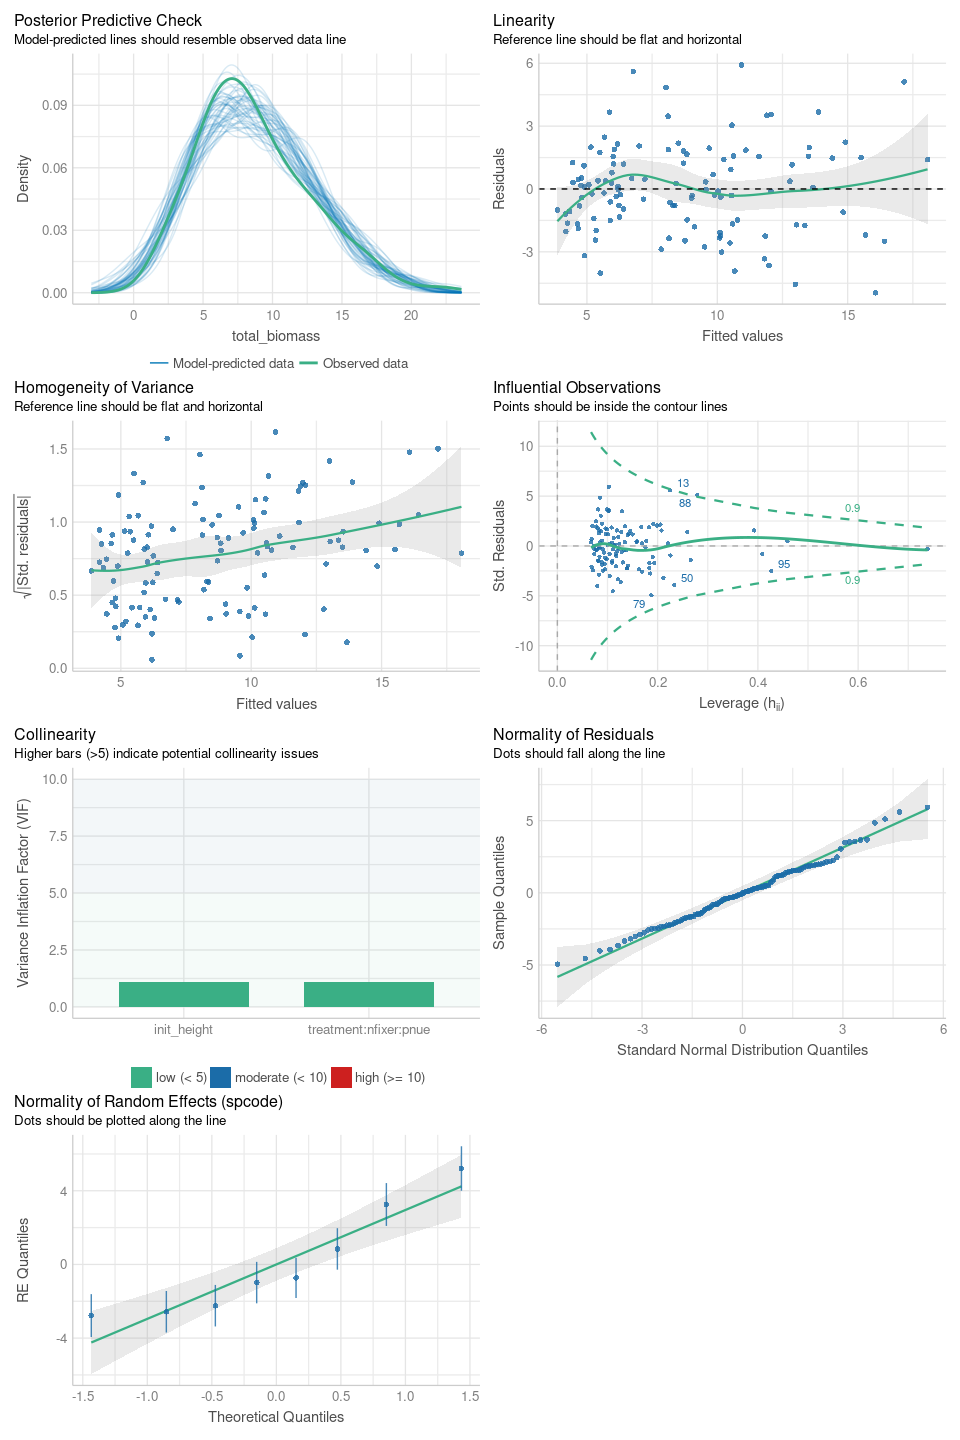 Posterior Predictive Check
Model-predicted lines should resemble observed data line
Density
0.09
0.06
0.03
0.00
0
5
10
15
20
total_biomass
Model-predicted data
Observed data
Linearity
Reference line should be flat and horizontal
Residuals
6
3
0
-3
5
10
15
Fitted values
Homogeneity of Variance
Reference line should be flat and horizontal
√|Std. residuals|
1.5
1.0
0.5
0.0
5
10
15
Fitted values
Influential Observations
Points should be inside the contour lines
Std. Residuals
10
5
0
-5
-10
13
88
0.9
95
50
0.9
79
0.0
0.2
0.4
0.6
Leverage (hii)
Collinearity
Higher bars (>5) indicate potential collinearity issues
Variance Inflation Factor (VIF)
10.0
7.5
5.0
2.5
0.0
init_height
treatment:nfixer:pnue
low (< 5)
moderate (< 10)
high (>= 10)
Normality of Residuals
Dots should fall along the line
Sample Quantiles
5
0
-5
-6
-3
0
3
6
Standard Normal Distribution Quantiles
Normality of Random Effects (spcode)
Dots should be plotted along the line
RE Quantiles
4
0
-4
-1.5
-1.0
-0.5
0.0
0.5
1.0
1.5
Theoretical Quantiles